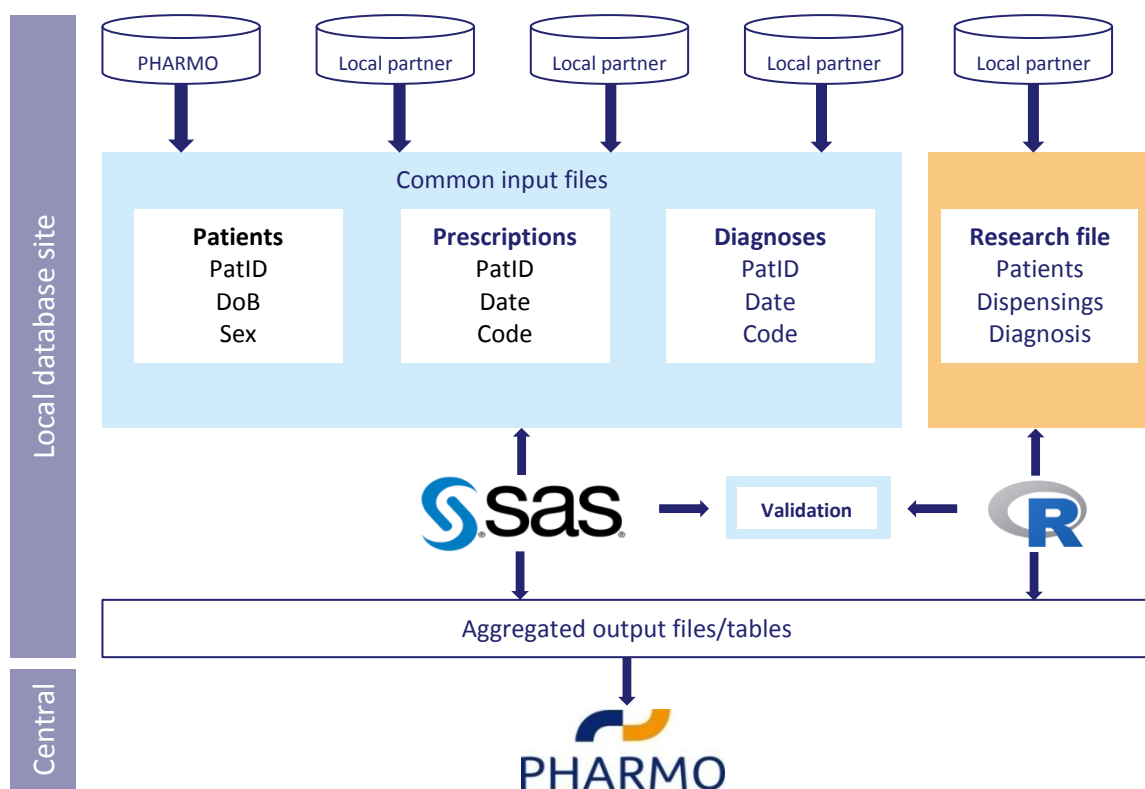 PHARMO
Local partner
Local partner
Local partner
Local partner
Local database site
Common input files
Patients
PatID
DoB
Sex
Prescriptions
PatID
Date
Code
Diagnoses
PatID
Date
Code
Research file
Patients
Dispensings
Diagnosis
sas
Validation
R
Aggregated output files/tables
Central
PHARMO